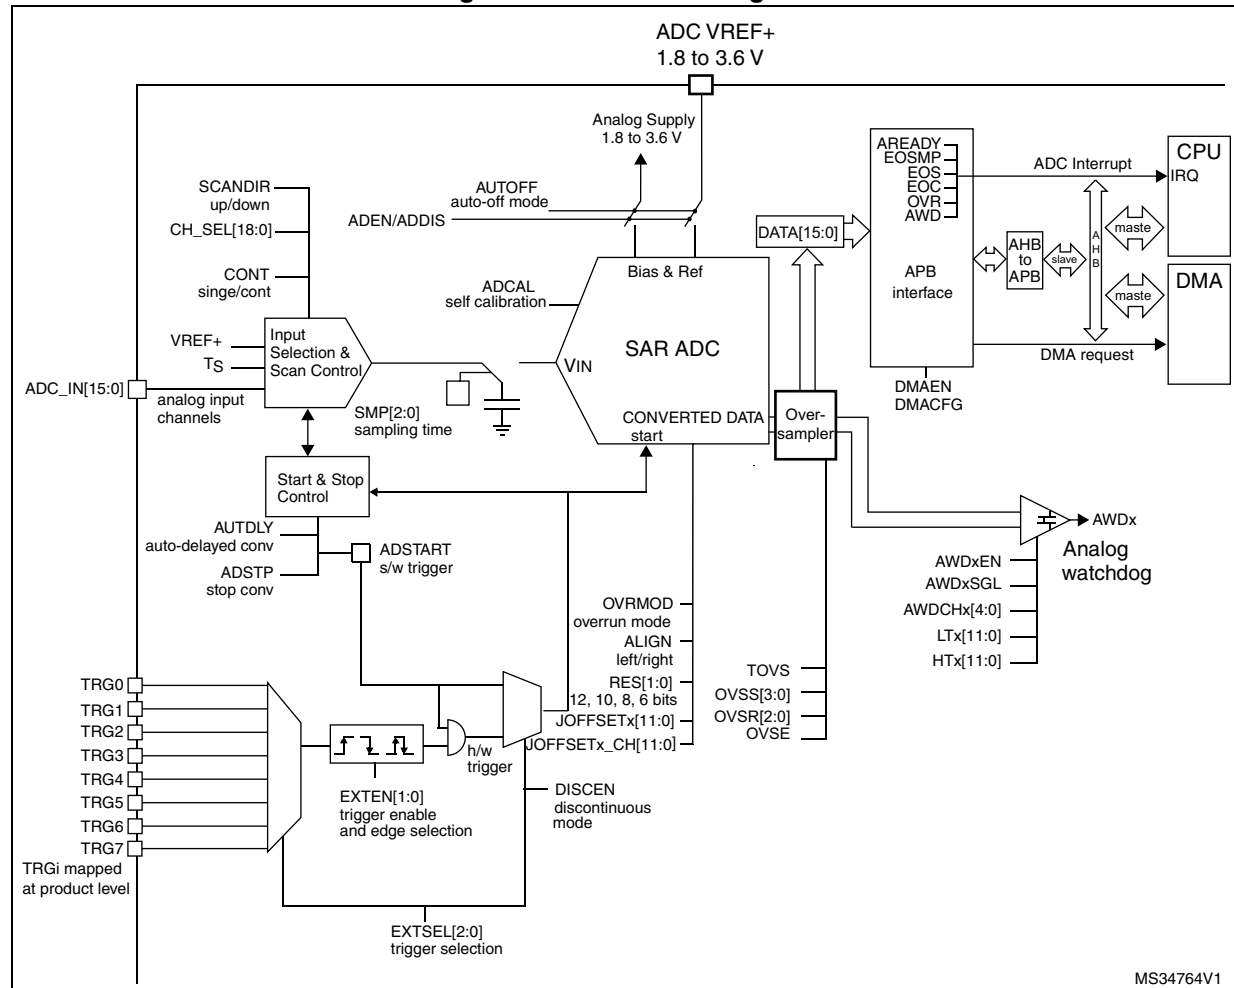 ADC VREF+
1.8 to 3.6 V
Analog Supply
1.8 to 3.6 V
AREADY
EOSMP
EOS
EOC
OVR
AWD
ADC Interrupt
CPU
IRQ
SCANDIR
up/down
AUTOFF
auto-off mode
ADEN/ADDIS
CH_SEL[18:0]
DATA[15:0]
AHB
to
APB
slave
A
H
B
maste
maste
DMA
APB
interface
DMA request
DMAEN
DMACFG
CONT
singe/cont
Bias & Ref
ADCAL
self calibration
SAR ADC
VIN
VREF+
TS
Input
Selection &
Scan Control
ADC_IN[15:0]
analog input
channels
SMP[2:0]
sampling time
CONVERTED DATA
start
Over-
sampler
Start & Stop
Control
AUTDLY
auto-delayed conv
ADSTP
stop conv
ADSTART
s/w trigger
AWDx
Analog
watchdog
AWDxEN
AWDxSGL
AWDCHx[4:0]
LTx[11:0]
HTx[11:0]
OVRMOD
overrun mode
ALIGN
left/right
RES[1:0]
12, 10, 8, 6 bits
JOFFSETx[11:0]
JOFFSETx_CH[11:0]
TOVS
OVSS[3:0]
OVSR[2:0]
OVSE
TRG0
TRG1
TRG2
TRG3
TRG4
TRG5
TRG6
TRG7
TRGi mapped
at product level
h/w
trigger
EXTEN[1:0]
trigger enable
and edge selection
DISCEN
discontinuous
mode
EXTSEL[2:0]
trigger selection
MS34764V1